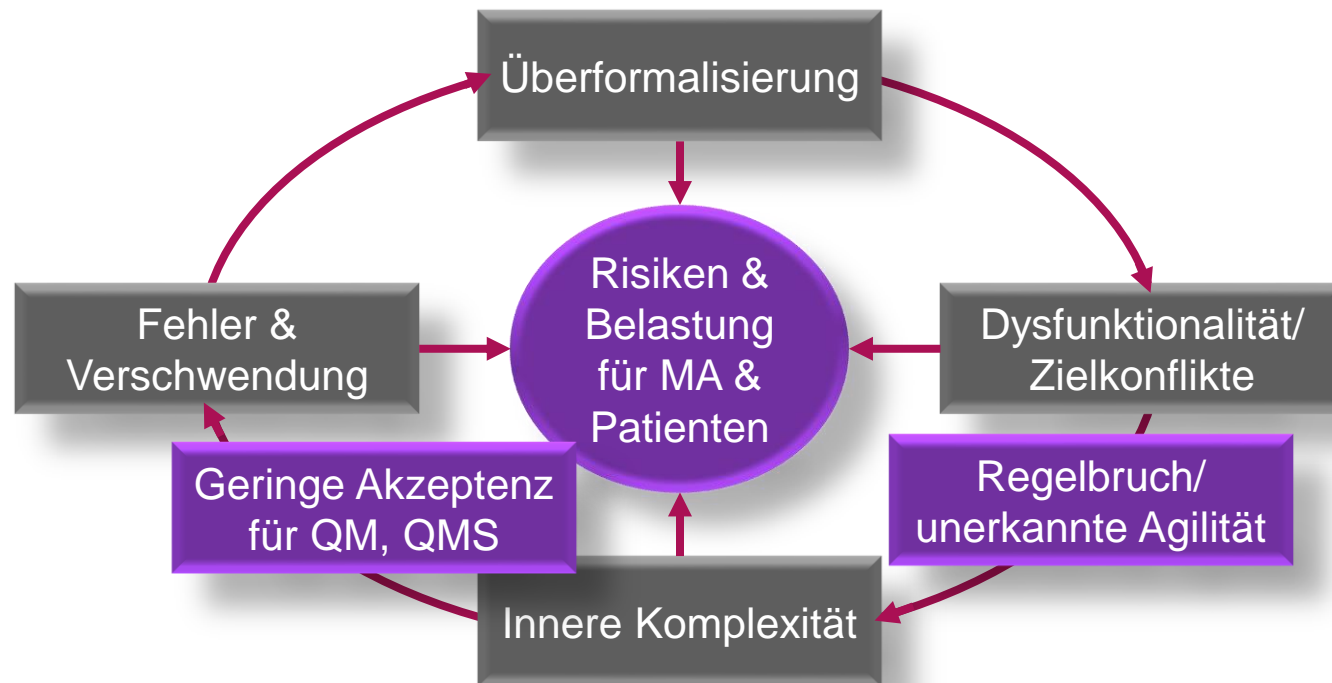 Überformalisierung
Risiken &
Belastung
für MA &
Patienten
Fehler &
Verschwendung
Dysfunktionalität/
Zielkonflikte
Geringe Akzeptenz
für QM, QMS
Regelbruch/
unerkannte Agilität
Innere Komplexität